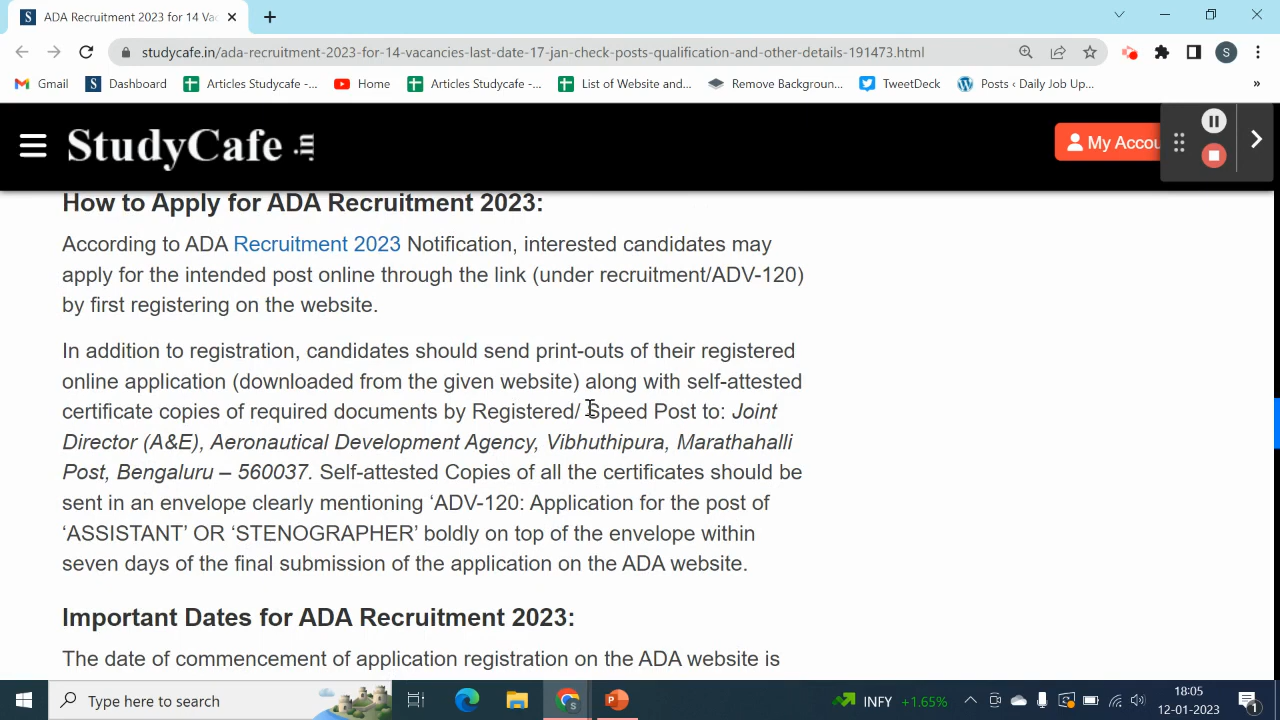 ADA Recruitment 2023 for 14 Va
studycafe.in/ada-recruitment-2023-for-14-vacancies-last-date-17-jan-check-posts-qualification-and-other-details-191473.html
S
Gmail
Dashboard
Articles Studycafe -...
Home
Articles Studycafe -...
List of Website and...
Remove Backgroun...
TweetDeck
Posts ‹ Daily Job Up...
»
StudyCafe .in
My Accou
How to Apply for ADA Recruitment 2023:
According to ADA Recruitment 2023 Notification, interested candidates may
apply for the intended post online through the link (under recruitment/ADV-120)
by first registering on the website.
In addition to registration, candidates should send print-outs of their registered
online application (downloaded from the given website) along with self-attested
certificate copies of required documents by Registered/ Speed Post to: Joint
Director (A&E), Aeronautical Development Agency, Vibhuthipura, Marathahalli
Post, Bengaluru – 560037. Self-attested Copies of all the certificates should be
sent in an envelope clearly mentioning ‘ADV-120: Application for the post of
‘ASSISTANT’ OR ‘STENOGRAPHER’ boldly on top of the envelope within
seven days of the final submission of the application on the ADA website.
Important Dates for ADA Recruitment 2023:
The date of commencement of application registration on the ADA website is
Type here to search
INFY +1.65%
18:05
12-01-2023